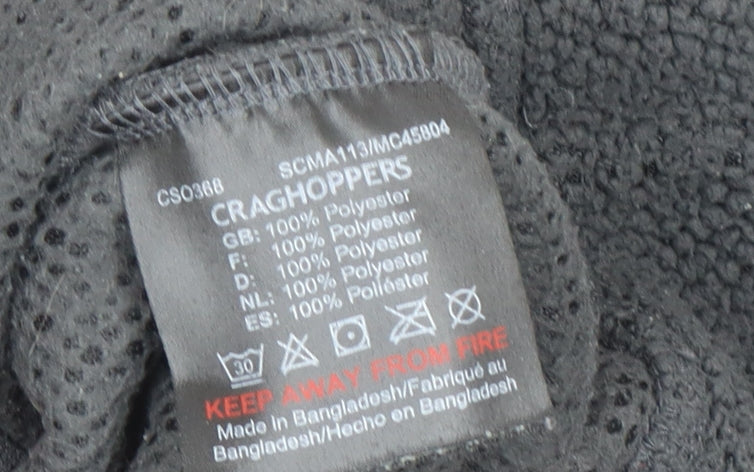 CSO368 SCMA113/MC45804
CRAGHOPPERS
GB: 100% Polyester
F: 100% Polyester
D: 100% Polyester
NL: 100% Polyester
ES: 100% Poliéster
30
KEEP AWAY FROM FIRE
Made in Bangladesh/Fabriqué au
Bangladesh/Hecho en Bangladesh